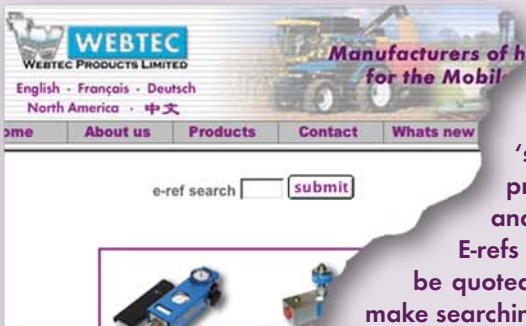 WEBTEC
WEBTEC PRODUCTS LIMITED
English · Français · Deutsch
North America · 中文
Manufacturers of h
for the Mobil
ome About us Products Contact Whats new
e-ref search submit
's
pr
and
E-refs
be quoted
make searchin